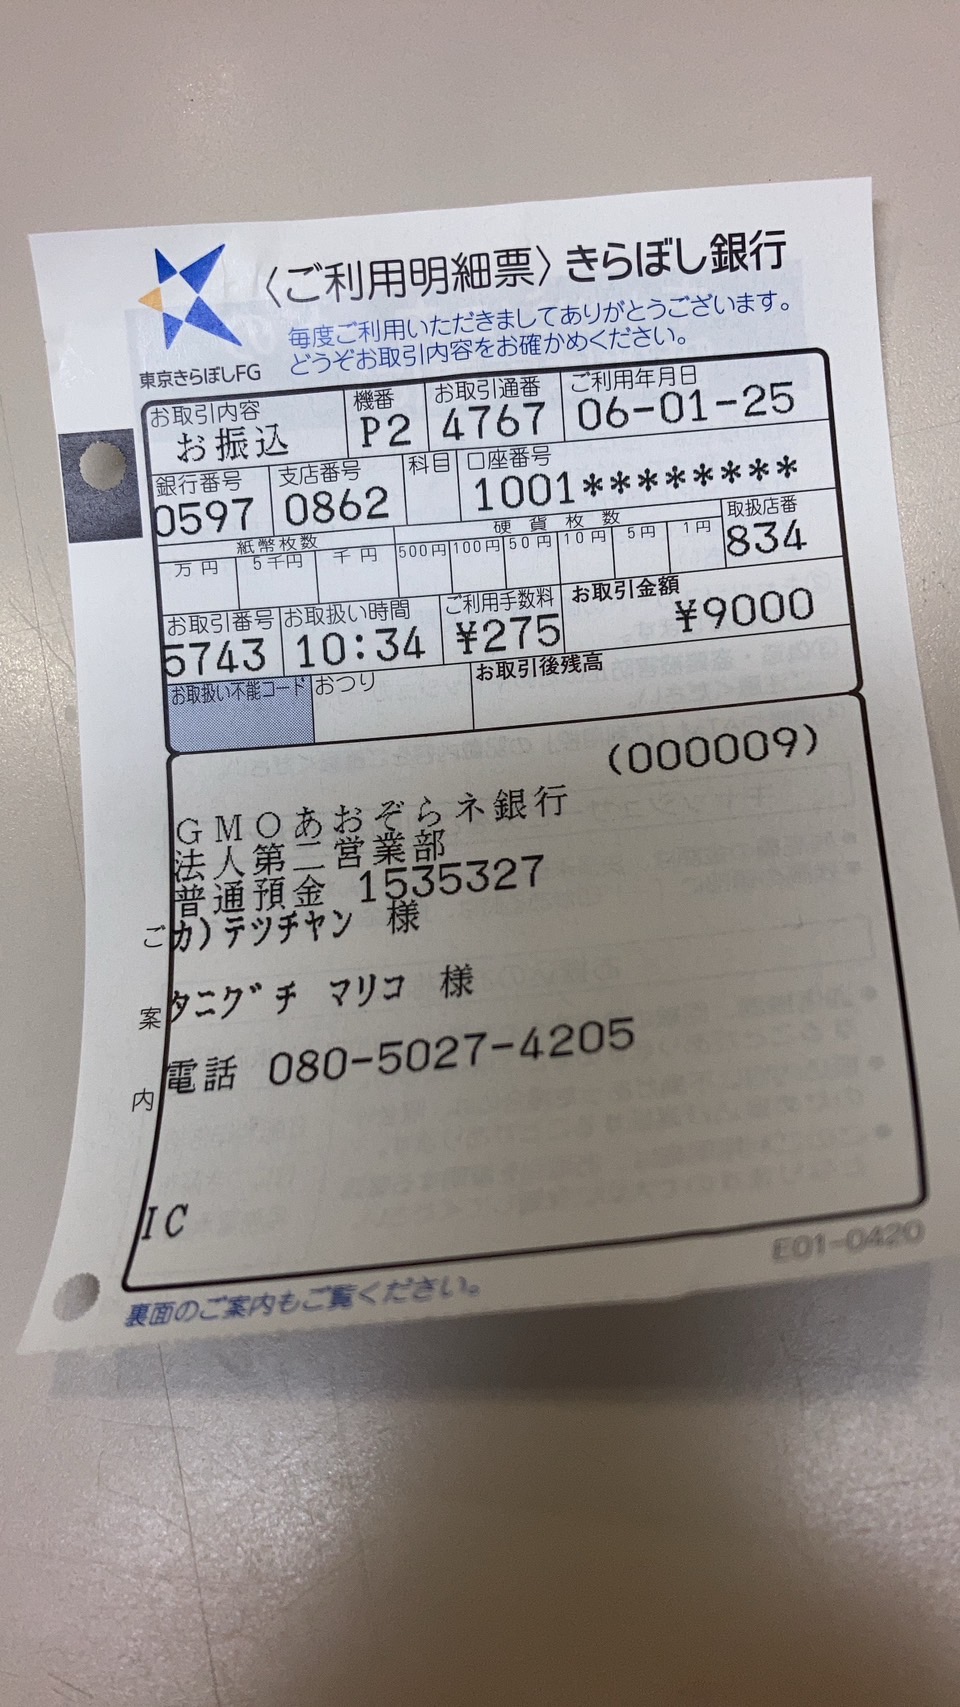 〈ご利用明細票〉きらぼし銀行
東京きらぼしFG
毎度ご利用いただきましてありがとうございます。
どうぞお取引内容をお確かめください。
お取引内容 機番 お取引通番 ご利用年月日
お振込 P2 4767 06-01-25
銀行番号 支店番号 科目 口座番号
0597 0862 1001********
紙幣枚数 硬貨枚数 取扱店番
万円 5千円 千円 500円 100円 50円 10円 5円 1円 834
お取引番号 お取扱い時間 ご利用手数料 お取引金額
5743 10:34 ¥275 ¥9000
お取扱い不能コード おつり お取引後残高
(000009)
GMOあおぞらネ銀行
法人第二営業部
普通預金 1535327
カ)テツチヤン 様
タニグチ マリコ 様
電話 080-5027-4205
ご案内
IC
E01-0420
裏面のご案内もご覧ください。